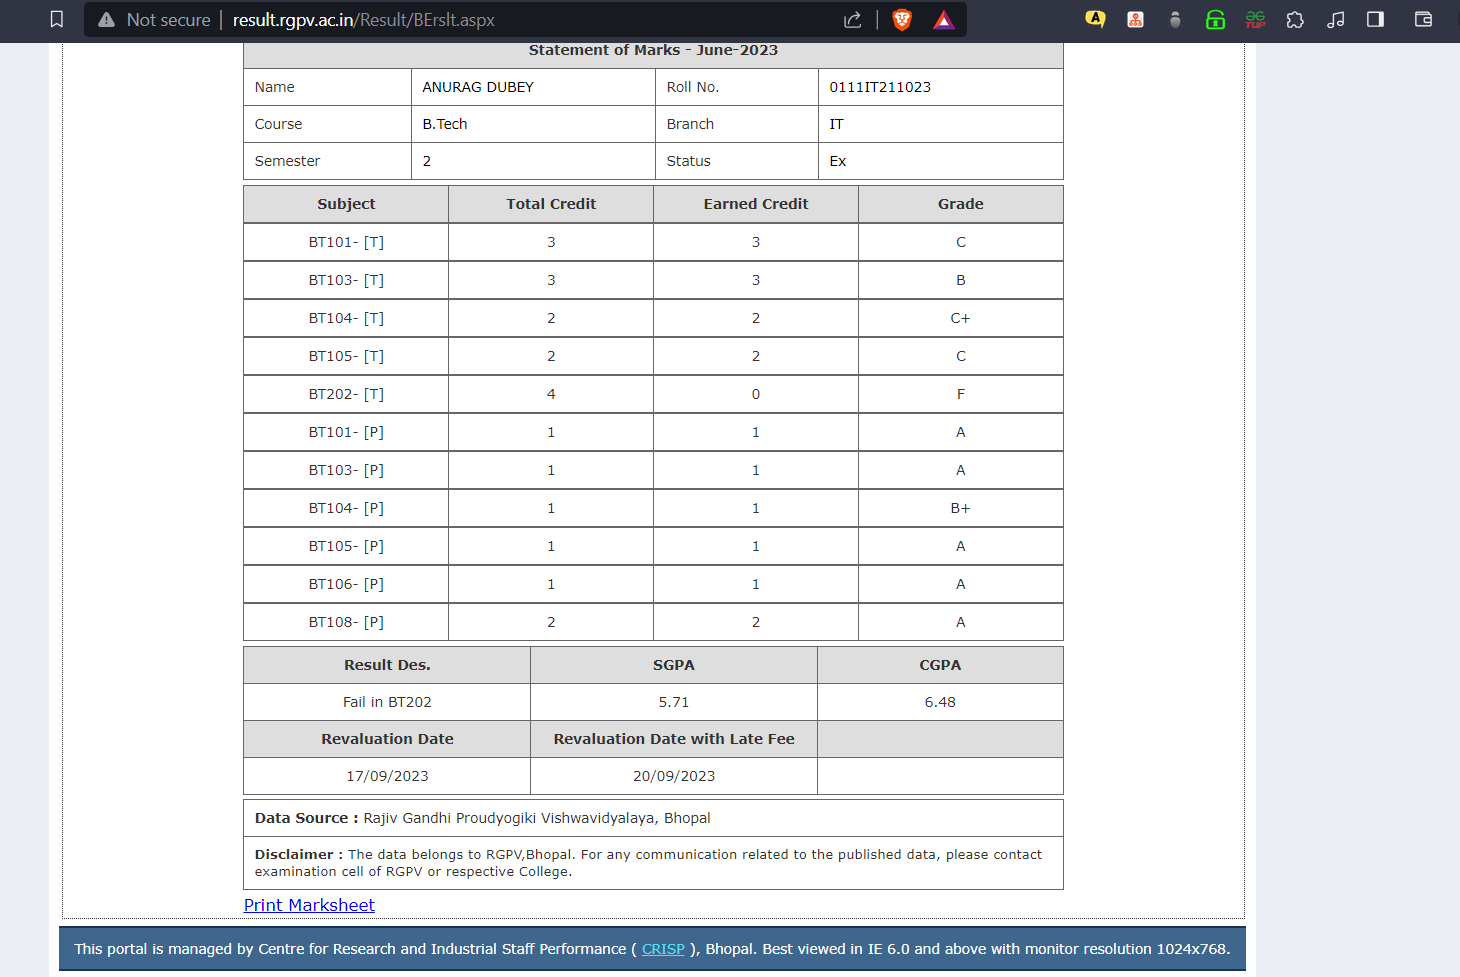 Not secure | result.rgpv.ac.in/Result/BErslt.aspx
Statement of Marks - June-2023
Name ANURAG DUBEY Roll No. 0111IT211023
Course B.Tech Branch IT
Semester 2 Status Ex
Subject Total Credit Earned Credit Grade
BT101- [T] 3 3 C
BT103- [T] 3 3 B
BT104- [T] 2 2 C+
BT105- [T] 2 2 C
BT202- [T] 4 0 F
BT101- [P] 1 1 A
BT103- [P] 1 1 A
BT104- [P] 1 1 B+
BT105- [P] 1 1 A
BT106- [P] 1 1 A
BT108- [P] 2 2 A
Result Des. SGPA CGPA
Fail in BT202 5.71 6.48
Revaluation Date Revaluation Date with Late Fee
17/09/2023 20/09/2023
Data Source : Rajiv Gandhi Proudyogiki Vishwavidyalaya, Bhopal
Disclaimer : The data belongs to RGPV,Bhopal. For any communication related to the published data, please contact
examination cell of RGPV or respective College.
Print Marksheet
This portal is managed by Centre for Research and Industrial Staff Performance ( CRISP ), Bhopal. Best viewed in IE 6.0 and above with monitor resolution 1024x768.